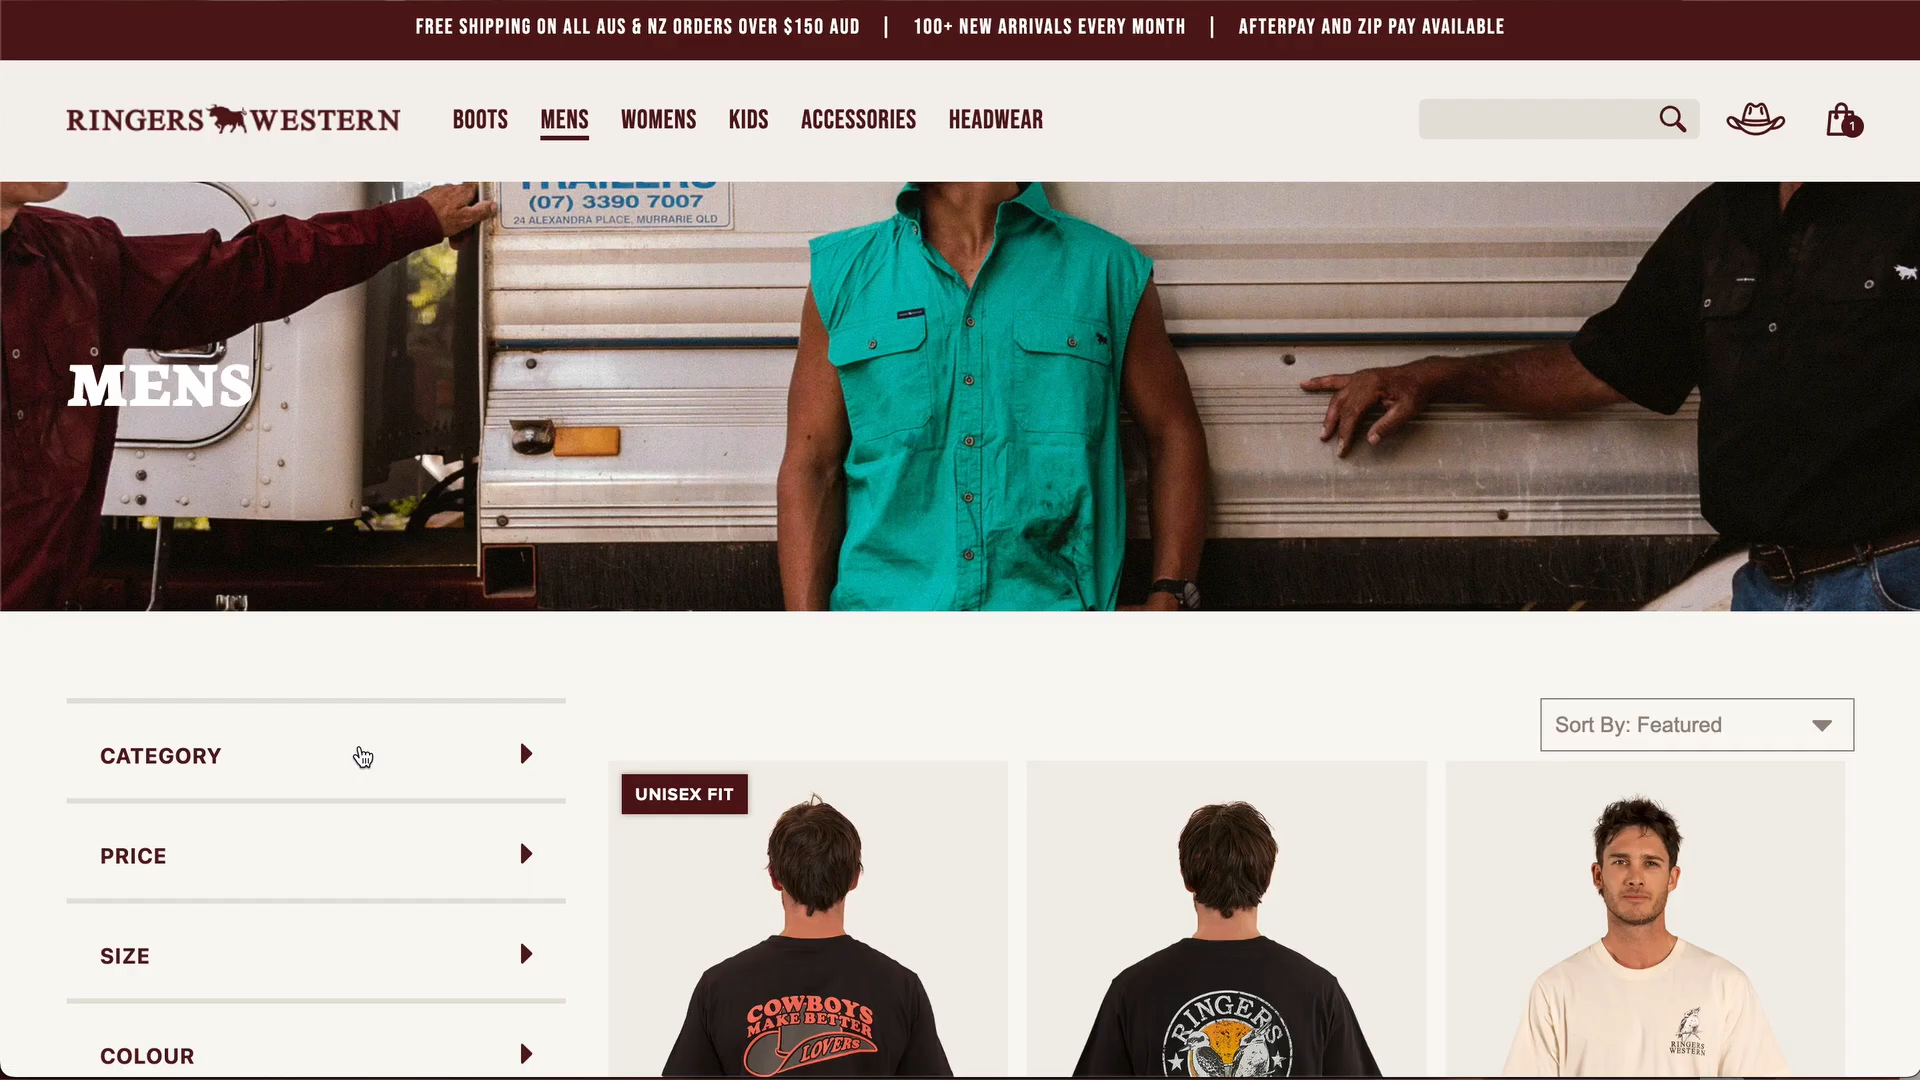 FREE SHIPPING ON ALL AUS & NZ ORDERS OVER $150 AUD | 100+ NEW ARRIVALS EVERY MONTH | AFTERPAY AND ZIP PAY AVAILABLE
RINGERS WESTERN
BOOTS MENS WOMENS KIDS ACCESSORIES HEADWEAR
1
TRAILERS
(07) 3390 7007
24 ALEXANDRA PLACE, MURRARIE QLD
MENS
Sort By: Featured
CATEGORY
PRICE
SIZE
COLOUR
UNISEX FIT
COWBOYS
MAKE BETTER
LOVERS
RINGERS
RINGERS
WESTERN